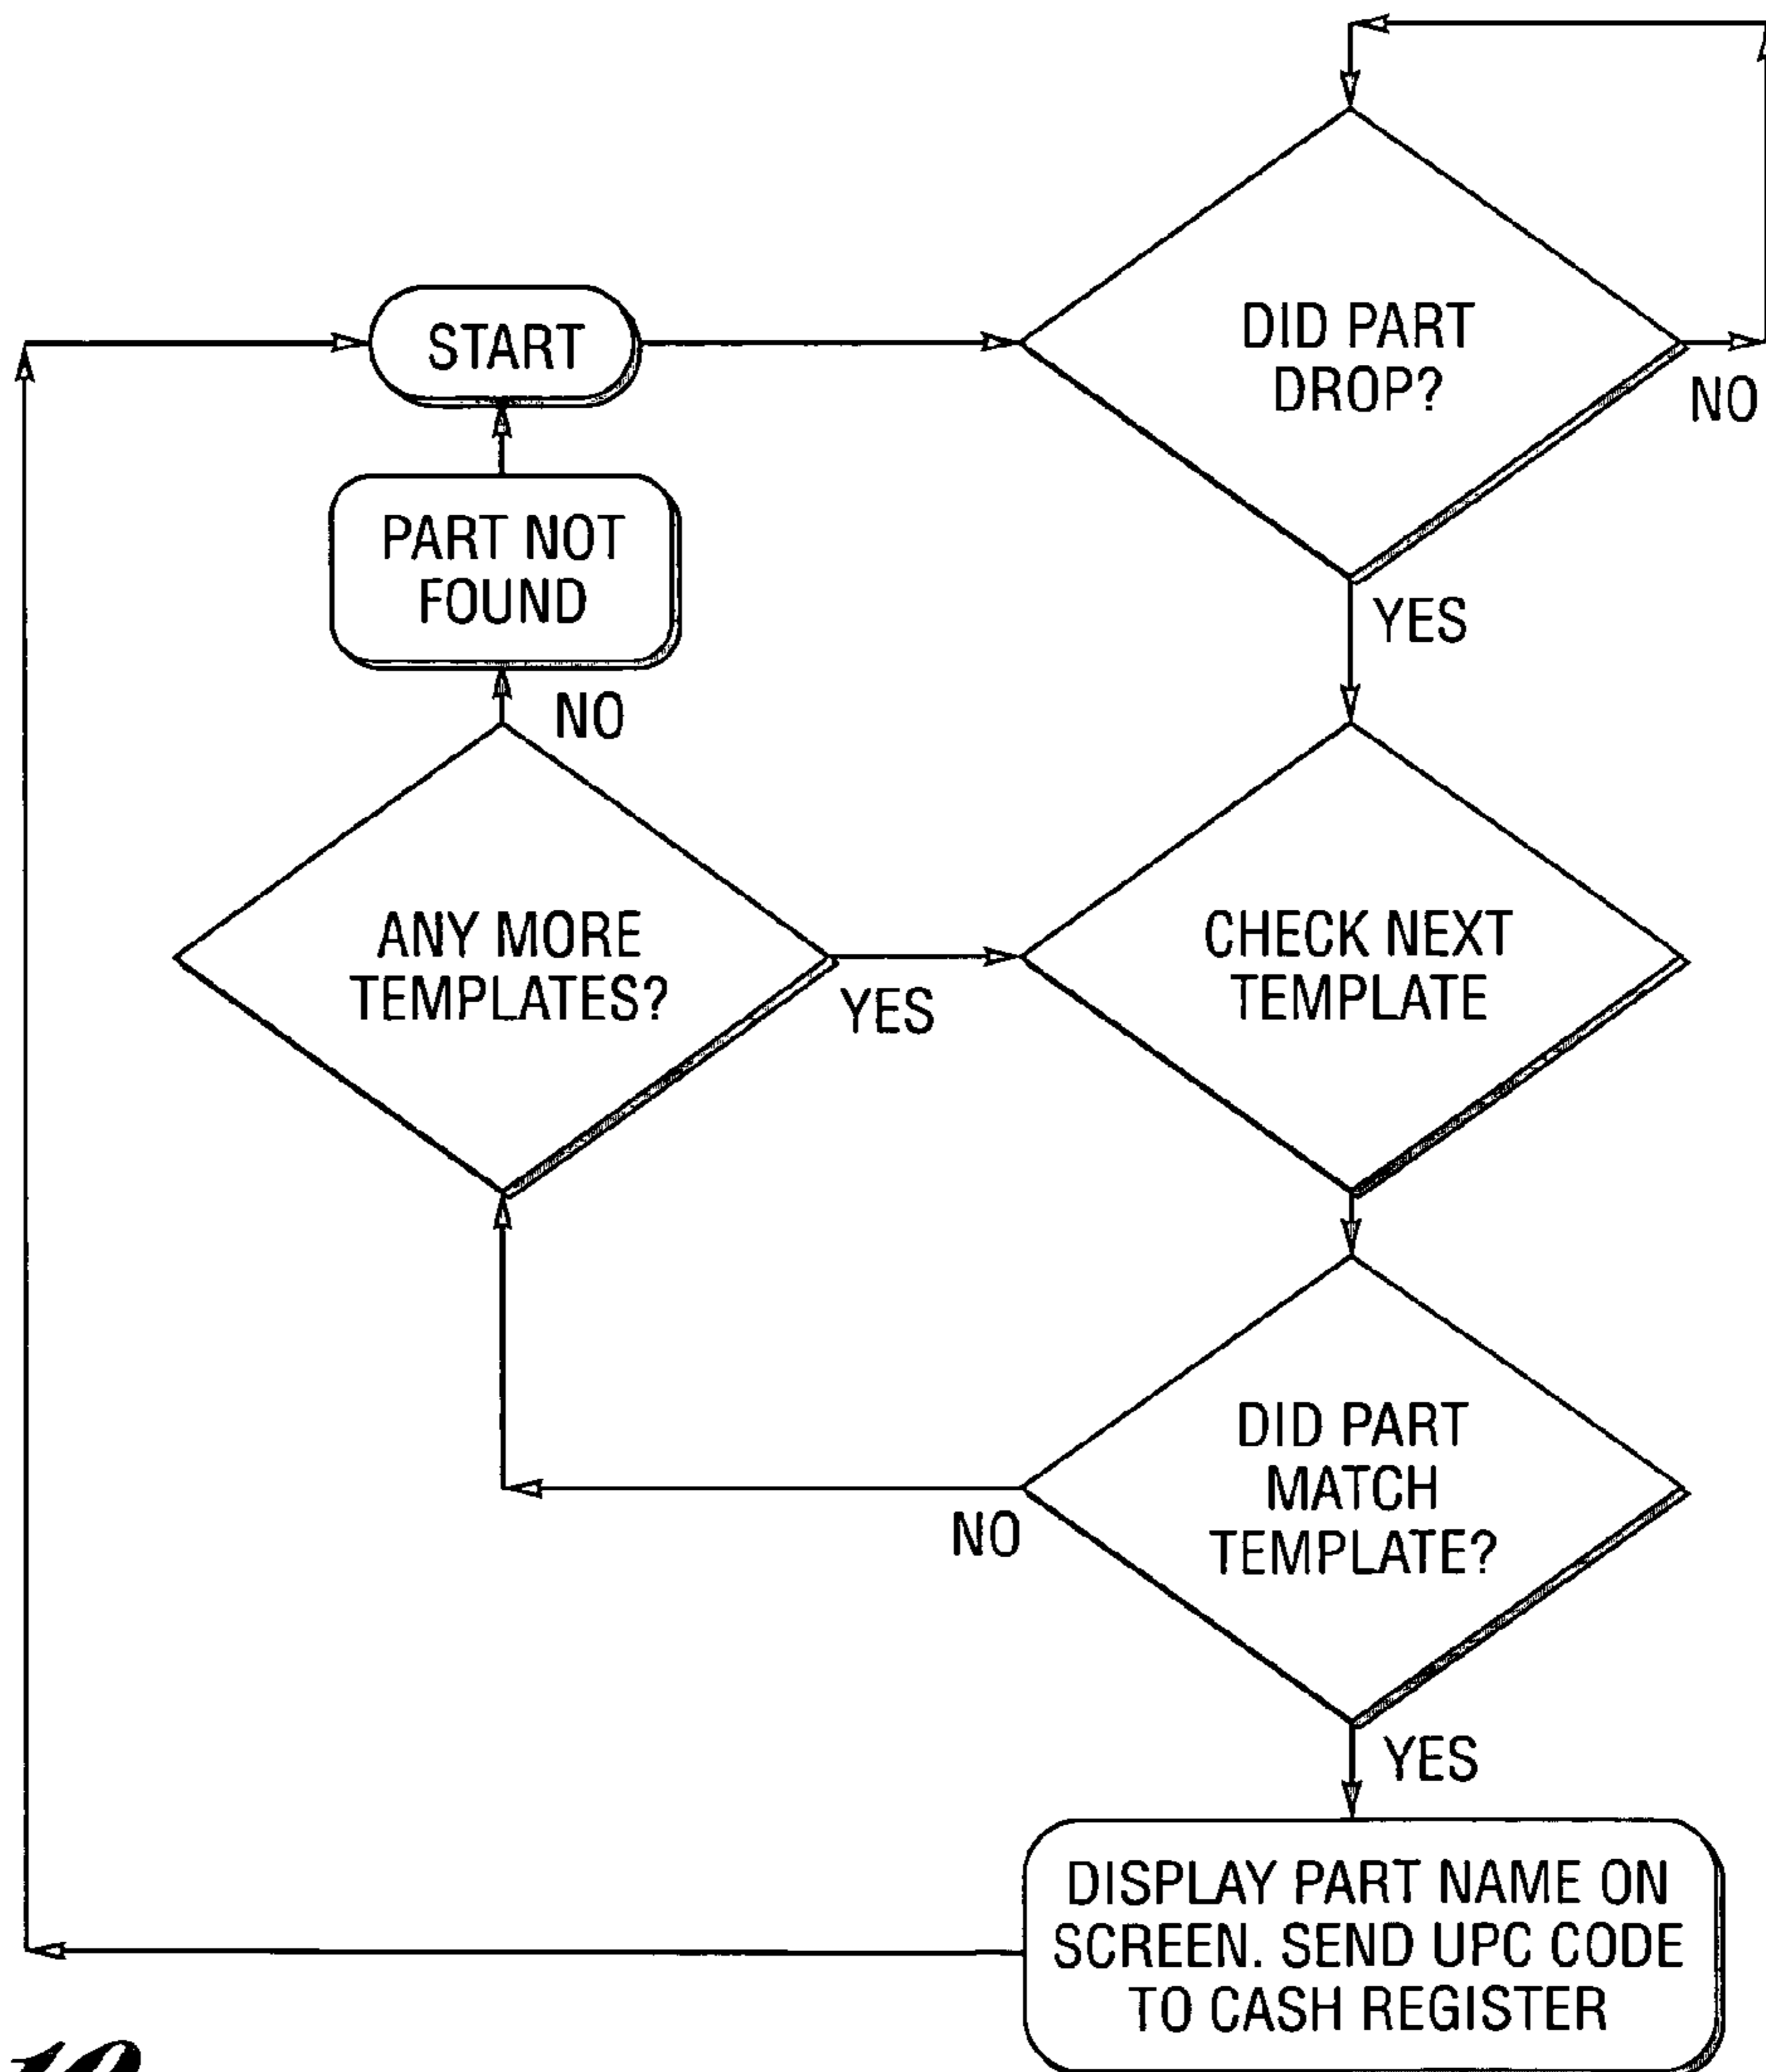 START
DID PART
DROP?
NO
YES
PART NOT
FOUND
NO
ANY MORE
TEMPLATES?
YES
CHECK NEXT
TEMPLATE
DID PART
MATCH
TEMPLATE?
NO
YES
DISPLAY PART NAME ON
SCREEN. SEND UPC CODE
TO CASH REGISTER